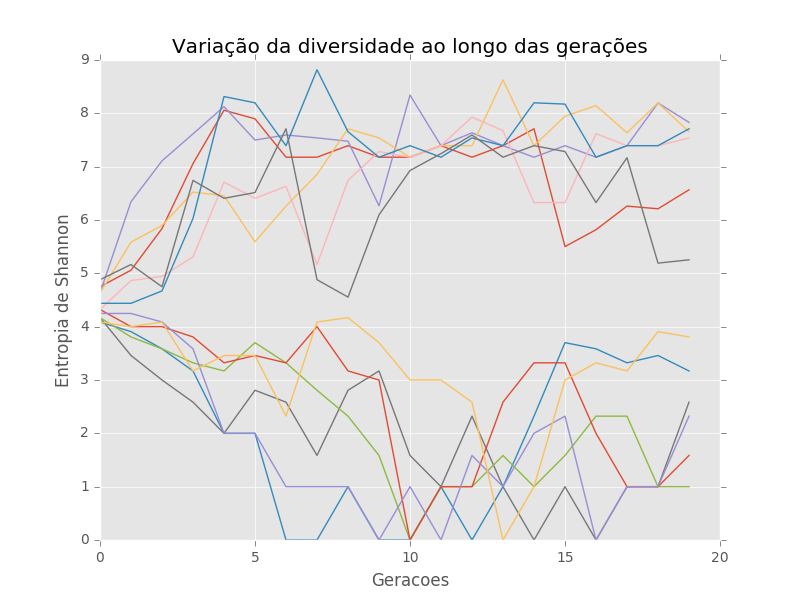 Variação da diversidade ao longo das gerações
9
8
7
6
5
4
3
2
1
0
Entropia de Shannon
0 5 10 15 20
Geracoes